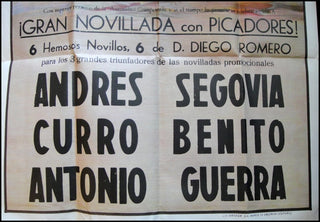 ¡GRAN NOVILLADA con PICADORES!
6 Hemosos Novillos, 6 de D. DIEGO ROMERO
para los 3 grandes triunfadores de las novilladas promocionales
ANDRES SEGOVIA
CURRO BENITO
ANTONIO GUERRA